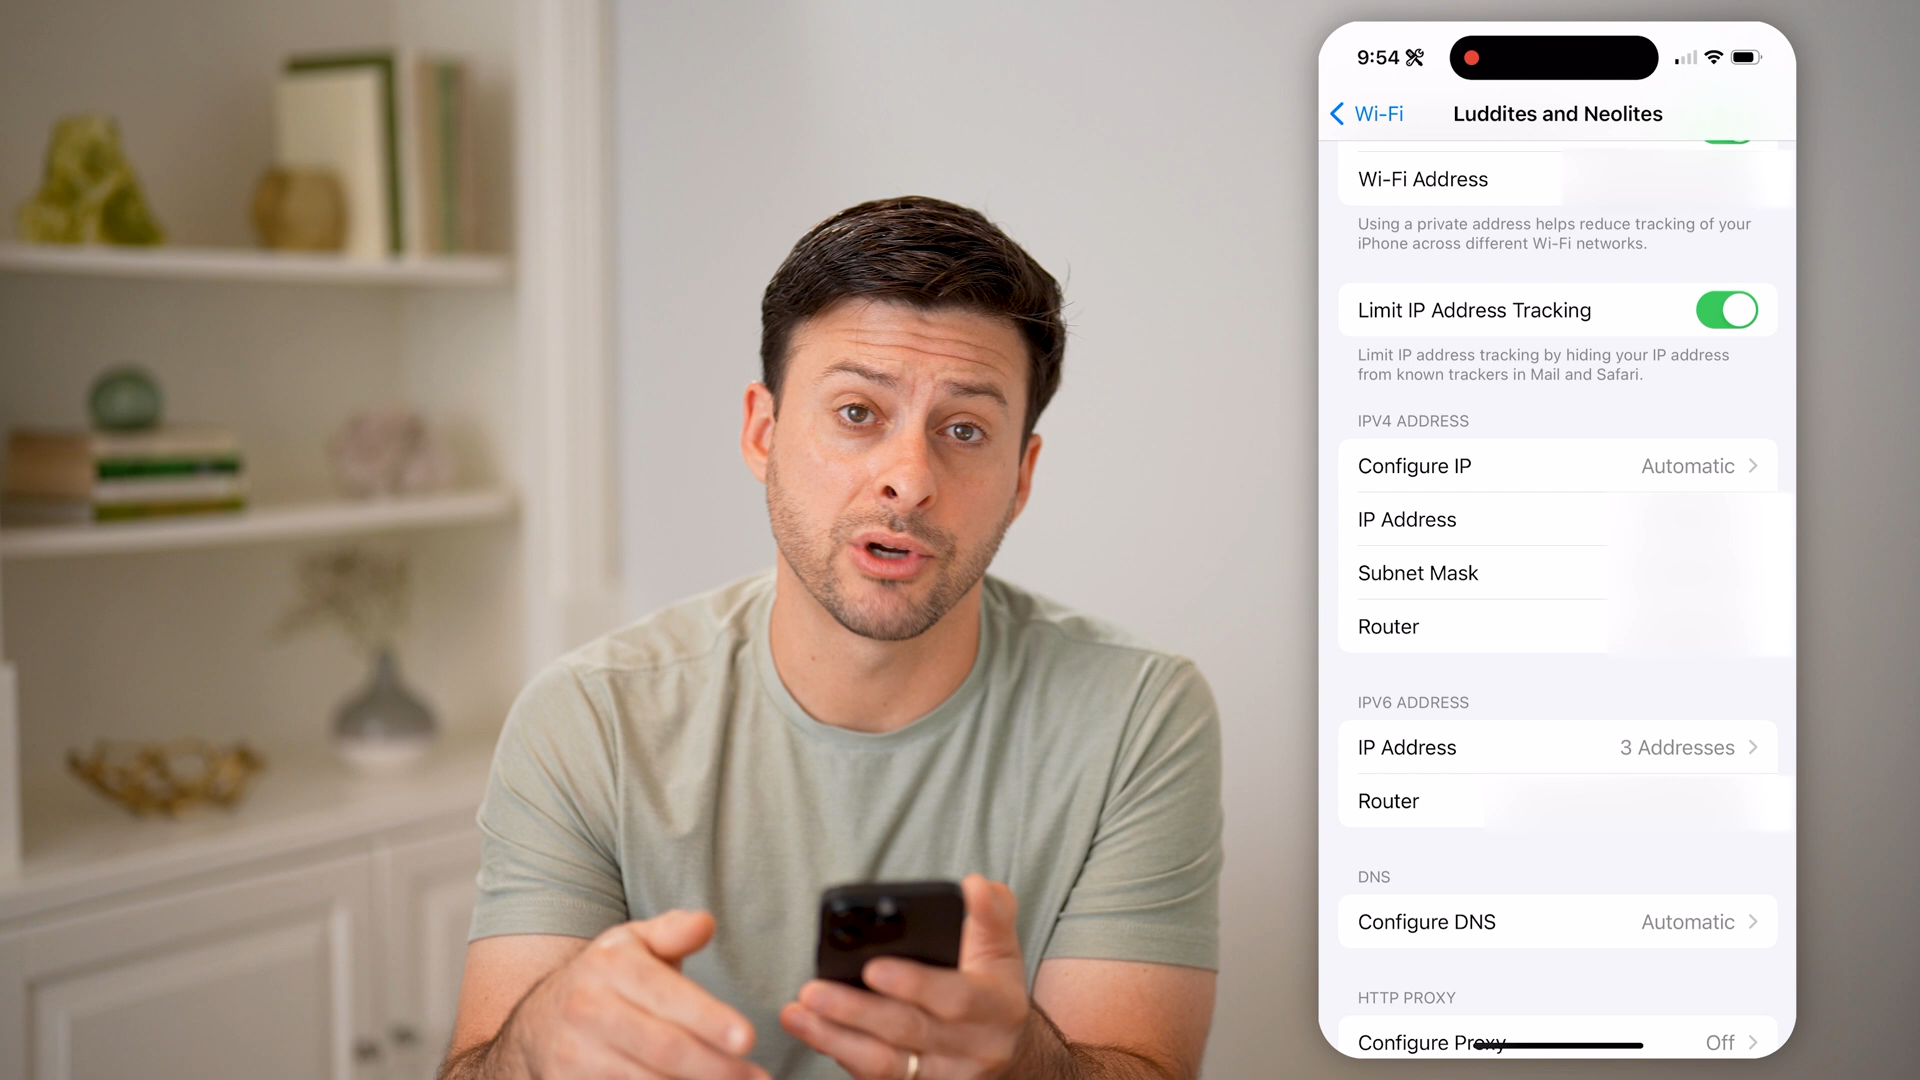 9:54
Wi-Fi
Luddites and Neolites
Wi-Fi Address
Using a private address helps reduce tracking of your
iPhone across different Wi-Fi networks.
Limit IP Address Tracking
Limit IP address tracking by hiding your IP address
from known trackers in Mail and Safari.
IPV4 ADDRESS
Configure IP Automatic
IP Address
Subnet Mask
Router
IPV6 ADDRESS
IP Address 3 Addresses
Router
DNS
Configure DNS Automatic
HTTP PROXY
Configure Proxy Off